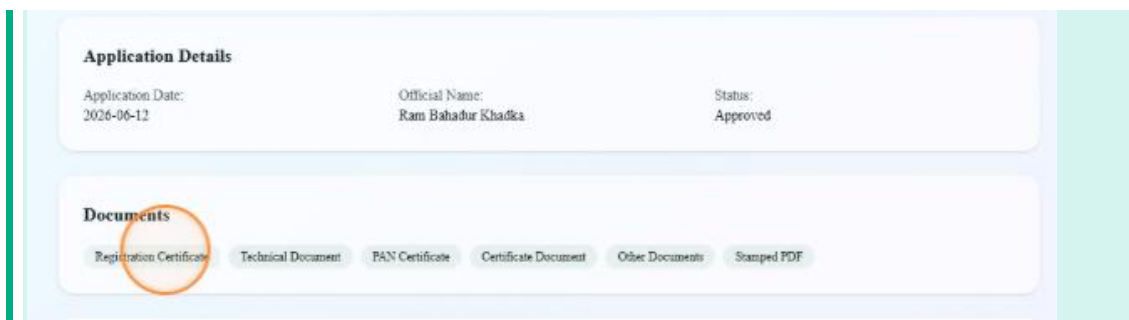 Application Details
Application Date: Official Name: Status:
2026-06-12 Ram Bahadur Khadka Approved
Documents
Registration Certificate Technical Document PAN Certificate Certificate Document Other Documents Stamped PDF